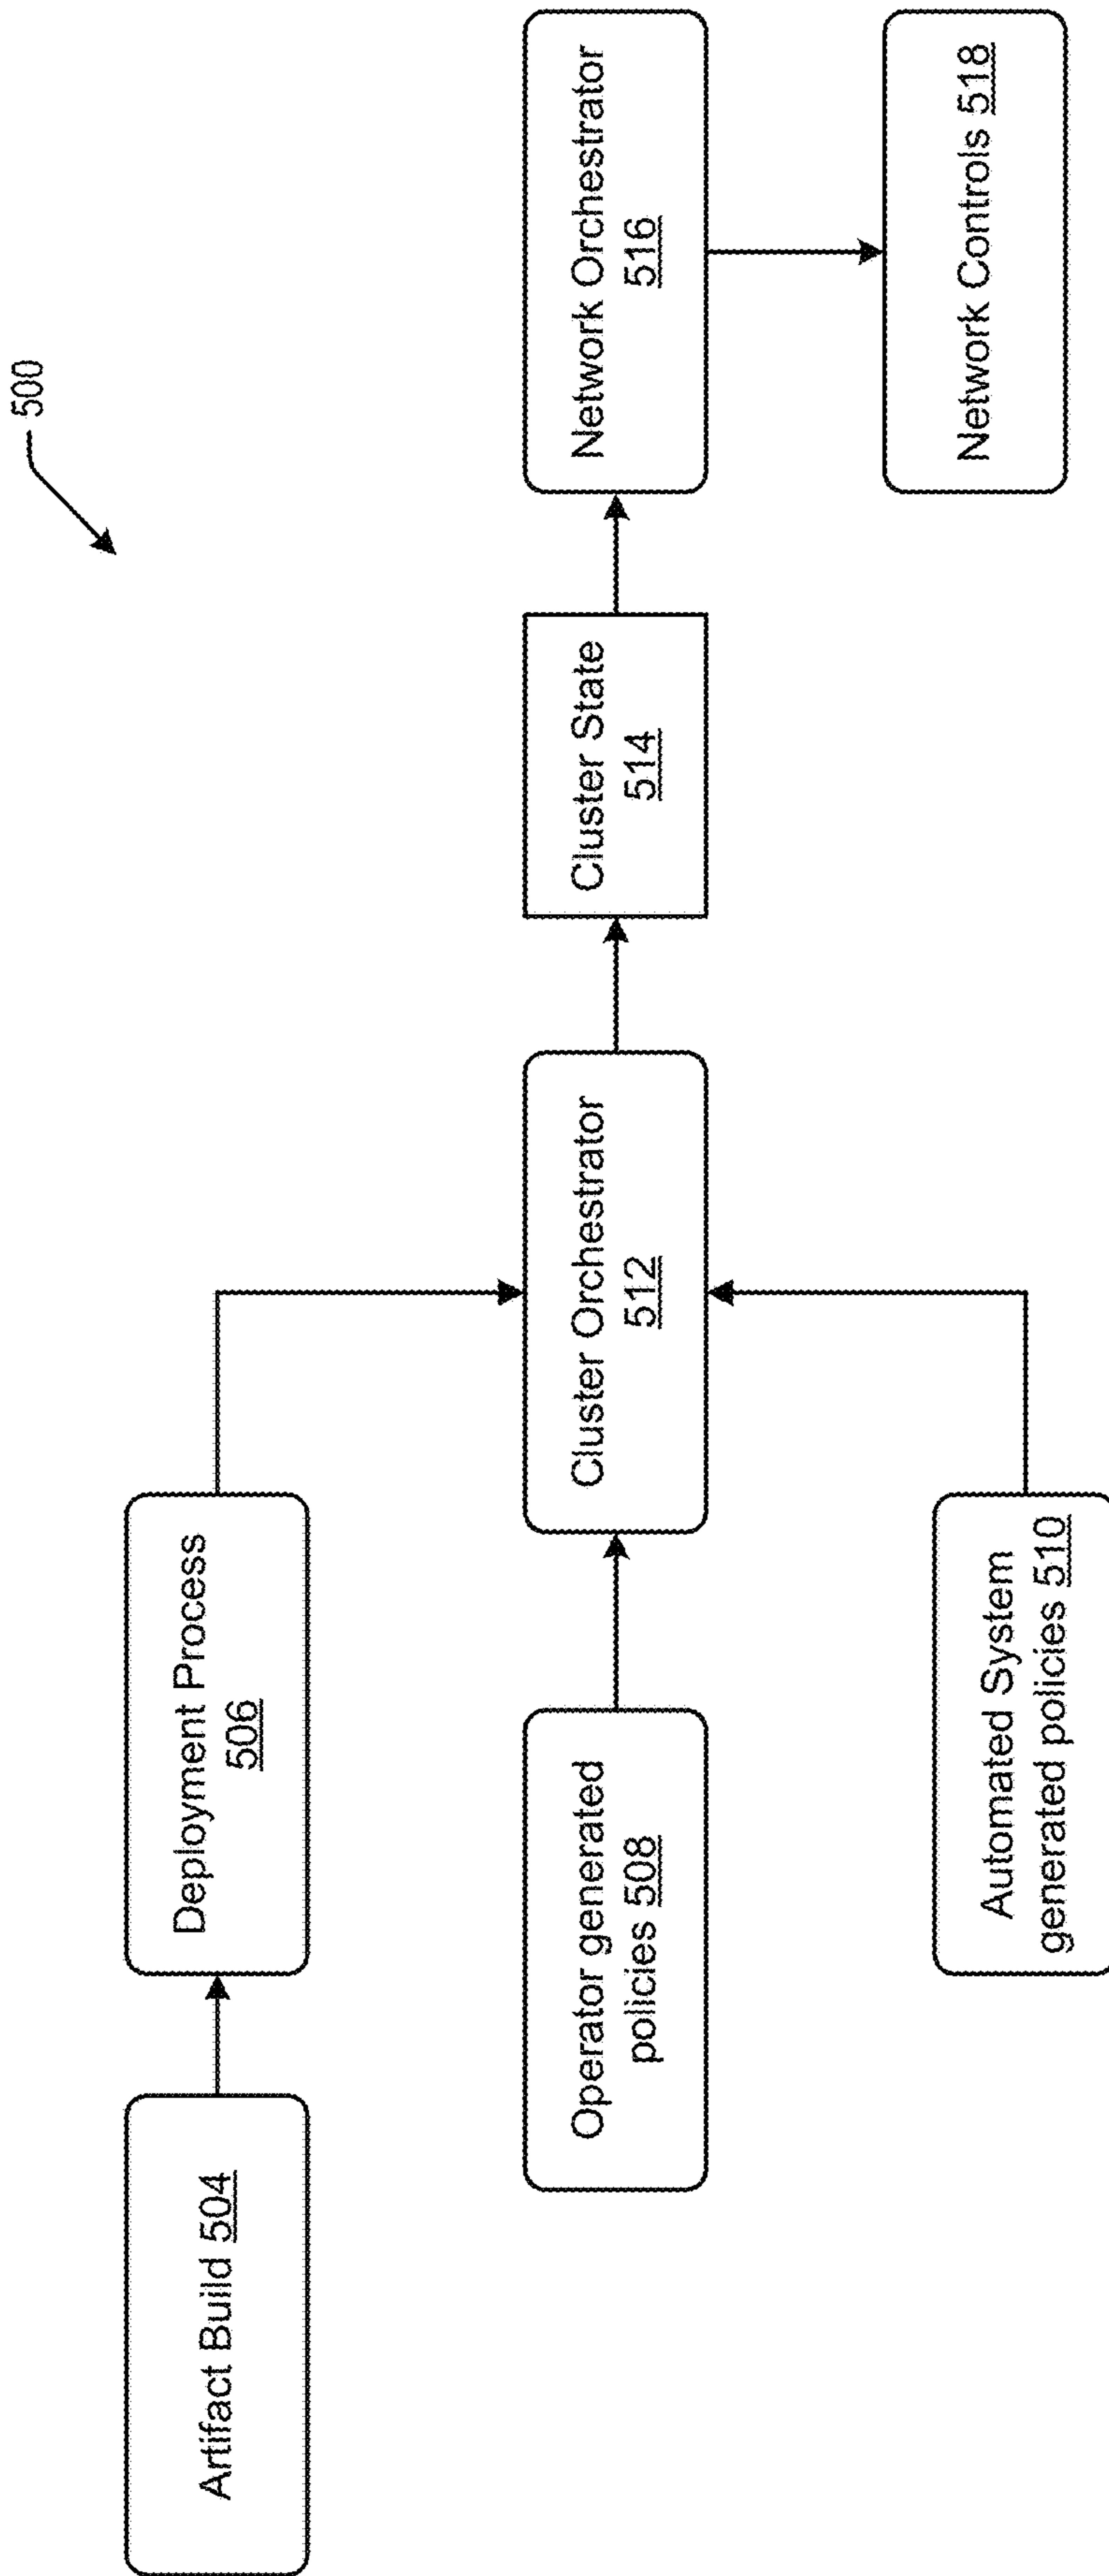 500
Artifact Build 504
Deployment Process
506
Operator generated
policies 508
Automated System
generated policies 510
Cluster Orchestrator
512
Cluster State
514
Network Orchestrator
516
Network Controls 518